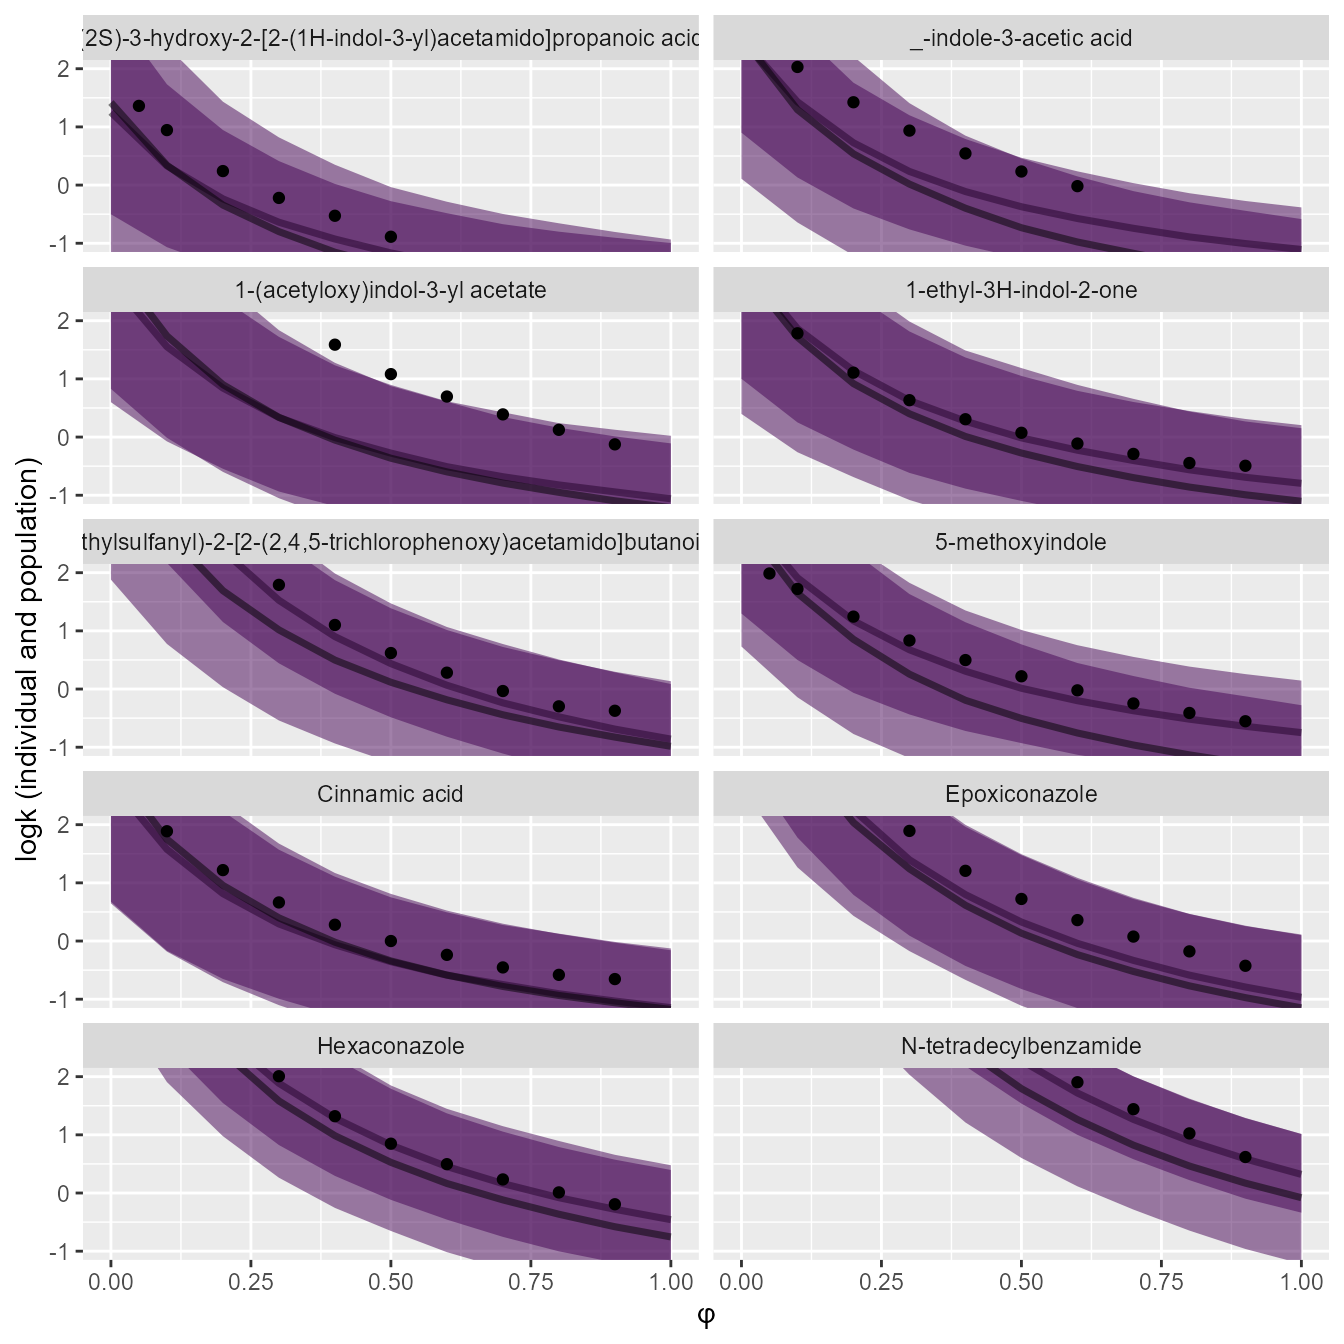 (2S)-3-hydroxy-2-[2-(1H-indol-3-yl)acetamido]propanoic acid
_-indole-3-acetic acid
2
1
0
-1
1-(acetyloxy)indol-3-yl acetate
1-ethyl-3H-indol-2-one
2
1
0
-1
thylsulfanyl)-2-[2-(2,4,5-trichlorophenoxy)acetamido]butanoi
5-methoxyindole
2
1
0
-1
Cinnamic acid
Epoxiconazole
2
1
0
-1
Hexaconazole
N-tetradecylbenzamide
2
1
0
-1
0.00 0.25 0.50 0.75 1.00
0.00 0.25 0.50 0.75 1.00
φ
logk (individual and population)